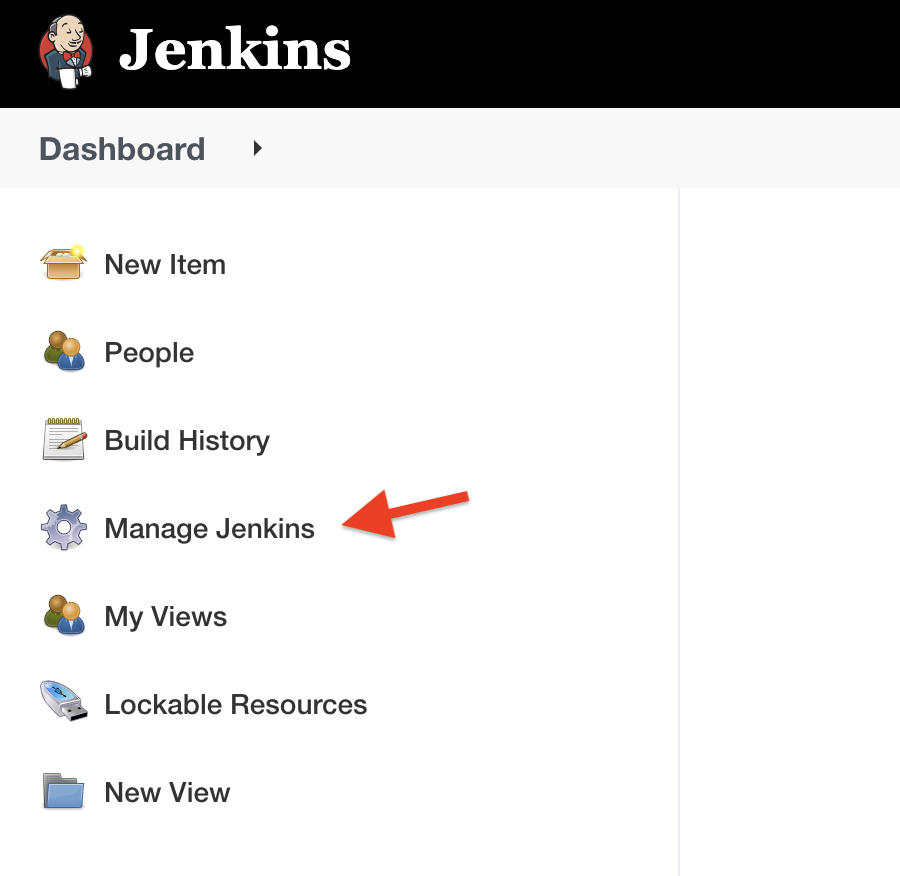 Jenkins
Dashboard
New Item
People
Build History
Manage Jenkins
My Views
Lockable Resources
New View